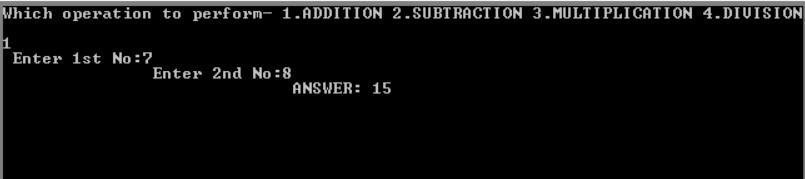 Which operation to perform- 1.ADDITION 2.SUBTRACTION 3.MULTIPLICATION 4.DIVISION
1
Enter 1st No:7
Enter 2nd No:8
ANSWER: 15